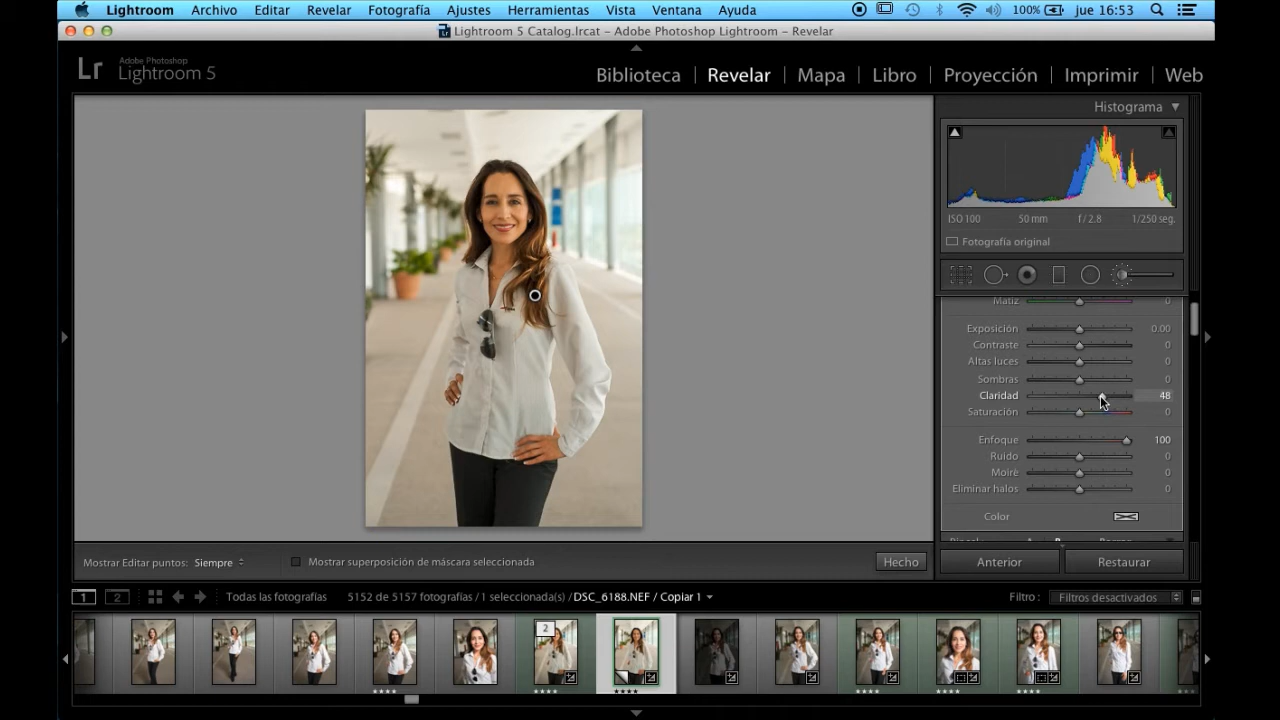 Lightroom Archivo Editar Revelar Fotografía Ajustes Herramientas Vista Ventana Ayuda 100% jue 16:53
Lightroom 5 Catalog.lrcat – Adobe Photoshop Lightroom – Revelar
Lr Adobe Photoshop
Lightroom 5
Biblioteca | Revelar | Mapa | Libro | Proyección | Imprimir | Web
Histograma
ISO 100 50 mm f / 2.8 1/250 seg.
Fotografía original
Matiz 0
Exposición 0.00
Contraste 0
Altas luces 0
Sombras 0
Claridad 48
Saturación 0
Enfoque 100
Ruido 0
Moiré 0
Eliminar halos 0
Color
Mostrar Editar puntos: Siempre Mostrar superposición de máscara seleccionada Hecho
Anterior Restaurar
1 2 Todas las fotografías 5152 de 5157 fotografías / 1 seleccionada(s) / DSC_6188.NEF / Copiar 1 Filtro : Filtros desactivados
2